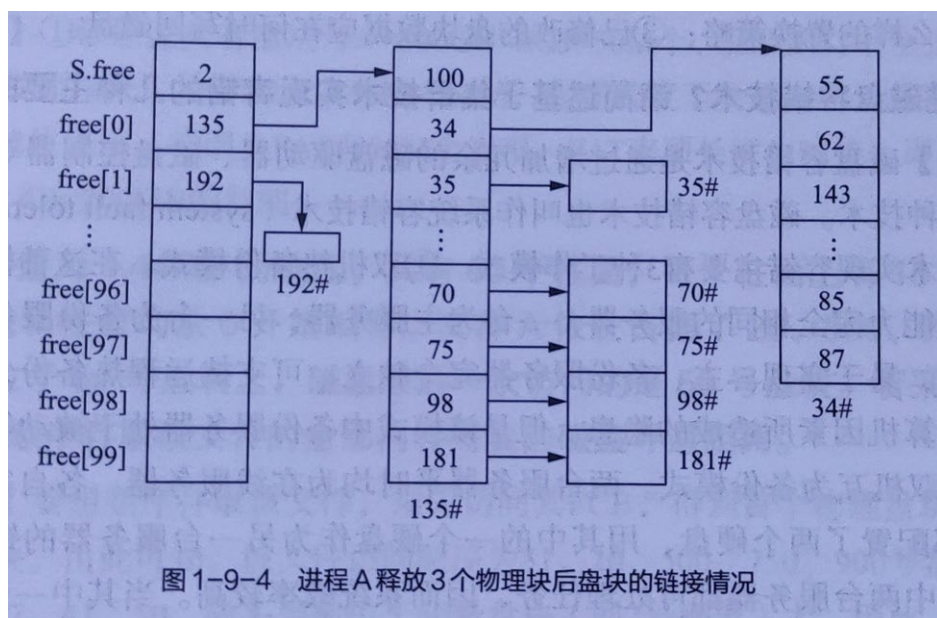 S.free 2 100 55
free[0] 135 34 62
free[1] 192 35 35# 143
⋮ ⋮ ⋮
192#
free[96] 70 70# 85
free[97] 75 75# 87
free[98] 98 98# 34#
free[99] 181 181#
135#
图 1-9-4 进程 A 释放 3 个物理块后盘块的链接情况